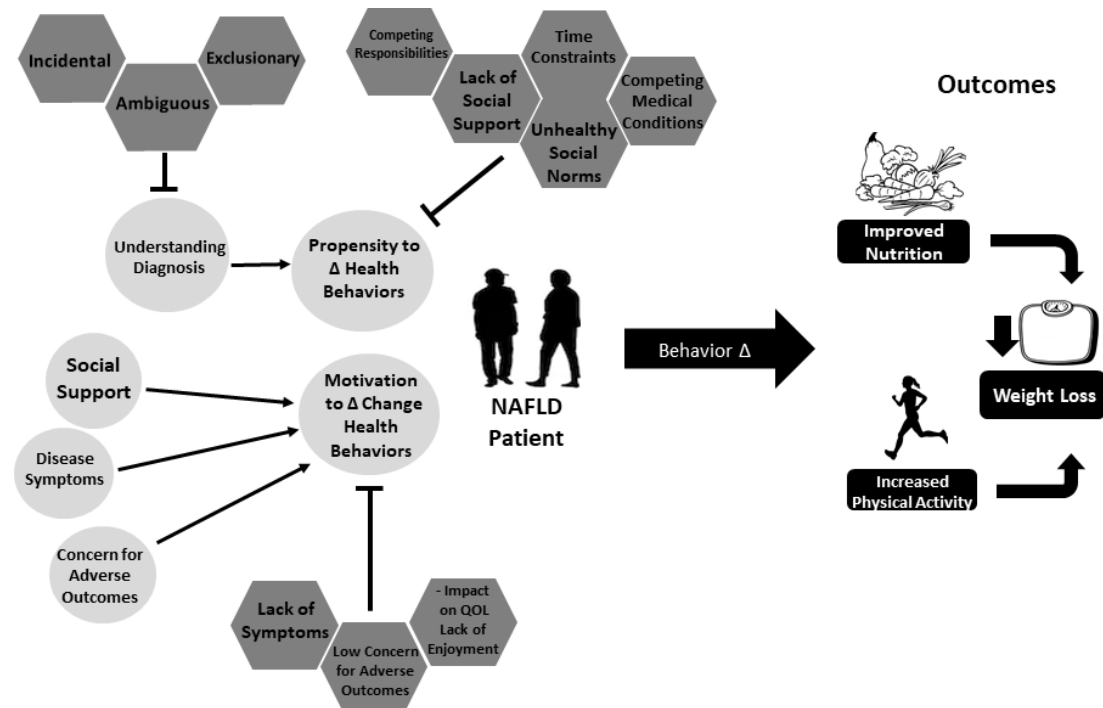 Incidental
Ambiguous
Exclusionary
Competing
Responsibilities
Lack of
Social
Support
Time
Constraints
Unhealthy
Social
Norms
Competing
Medical
Conditions
Understanding
Diagnosis
Propensity to
Δ Health
Behaviors
Social
Support
Disease
Symptoms
Concern for
Adverse
Outcomes
Motivation
to Δ Change
Health
Behaviors
Lack of
Symptoms
Low Concern
for Adverse
Outcomes
- Impact
on QOL
Lack of
Enjoyment
NAFLD
Patient
Behavior Δ
Outcomes
Improved
Nutrition
Weight Loss
Increased
Physical Activity